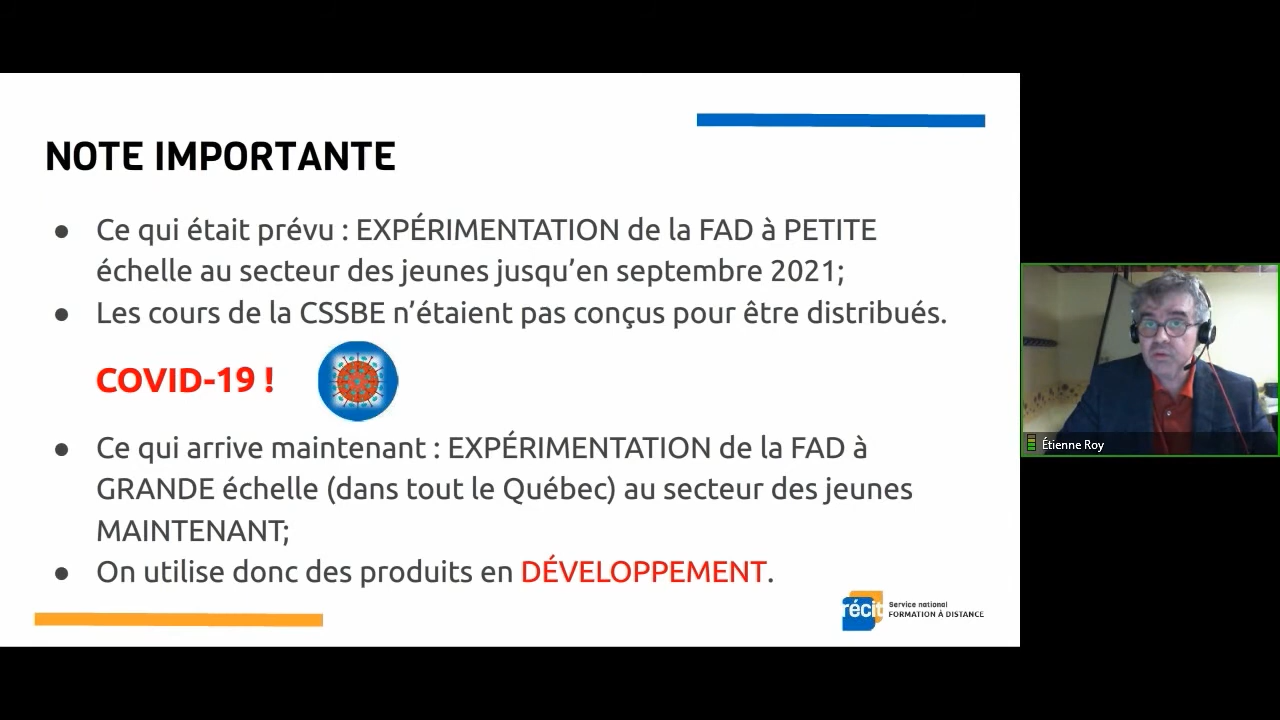 NOTE IMPORTANTE
● Ce qui était prévu : EXPÉRIMENTATION de la FAD à PETITE
échelle au secteur des jeunes jusqu’en septembre 2021;
● Les cours de la CSSBE n’étaient pas conçus pour être distribués.
COVID-19 !
● Ce qui arrive maintenant : EXPÉRIMENTATION de la FAD à
GRANDE échelle (dans tout le Québec) au secteur des jeunes
MAINTENANT;
● On utilise donc des produits en DÉVELOPPEMENT.
récit
Service national
FORMATION À DISTANCE
Étienne Roy